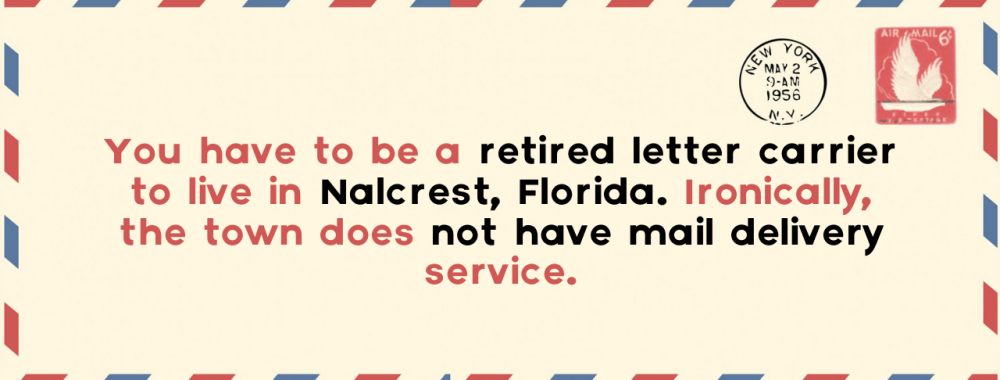 AIR MAIL 6¢
NEW YORK
MAY 2
9-AM
1956
N.Y.
You have to be a retired letter carrier
to live in Nalcrest, Florida. Ironically,
the town does not have mail delivery
service.